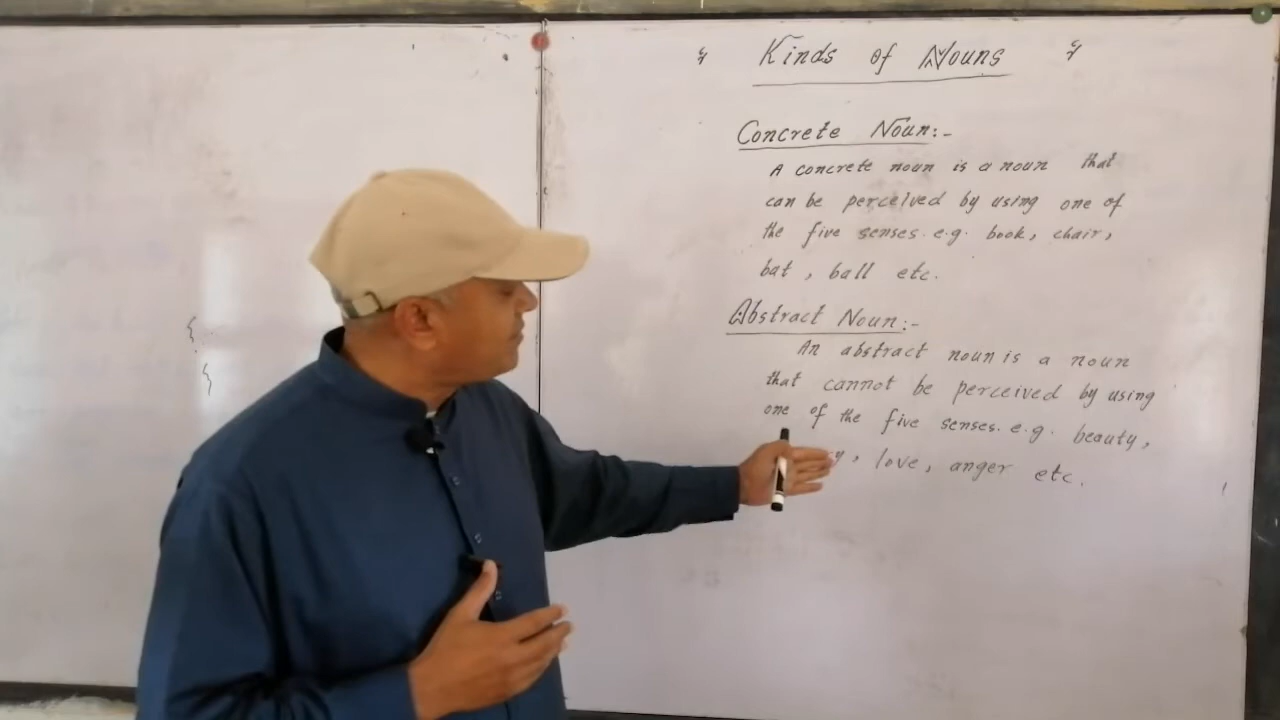 Kinds of Nouns
Concrete Noun:-
A concrete noun is a noun that
can be perceived by using one of
the five senses. e.g. book, chair,
bat, ball etc.
Abstract Noun:-
An abstract noun is a noun
that cannot be perceived by using
one of the five senses. e.g. beauty,
love, anger etc.